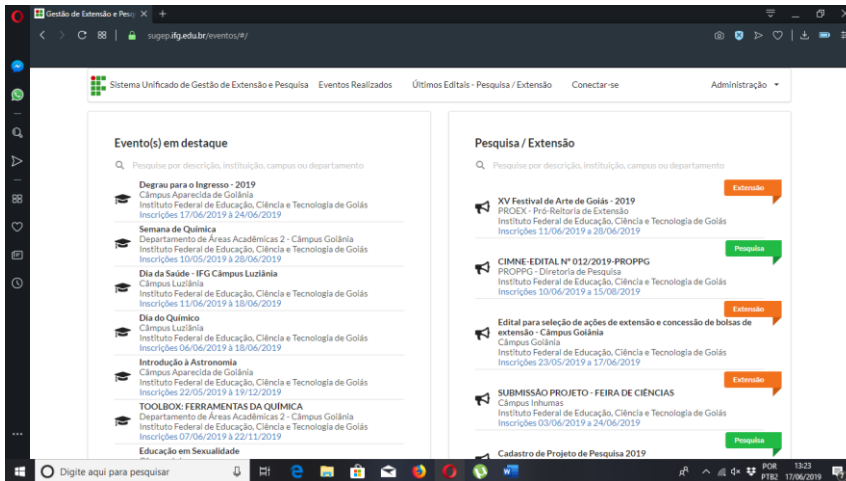 Gestão de Extensão e Pesq
sugep.ifg.edu.br/eventos/#/
Sistema Unificado de Gestão de Extensão e Pesquisa Eventos Realizados Últimos Editais - Pesquisa / Extensão Conectar-se Administração
Evento(s) em destaque
Pesquise por descrição, instituição, campus ou departamento
Degrau para o Ingresso - 2019
Câmpus Aparecida de Goiânia
Instituto Federal de Educação, Ciência e Tecnologia de Goiás
Inscrições 17/06/2019 à 24/06/2019
Semana de Química
Departamento de Áreas Acadêmicas 2 - Câmpus Goiânia
Instituto Federal de Educação, Ciência e Tecnologia de Goiás
Inscrições 10/05/2019 à 28/06/2019
Dia da Saúde - IFG Câmpus Luziânia
Câmpus Luziânia
Instituto Federal de Educação, Ciência e Tecnologia de Goiás
Inscrições 11/06/2019 à 18/06/2019
Dia do Químico
Câmpus Luziânia
Instituto Federal de Educação, Ciência e Tecnologia de Goiás
Inscrições 06/06/2019 à 18/06/2019
Introdução à Astronomia
Câmpus Aparecida de Goiânia
Instituto Federal de Educação, Ciência e Tecnologia de Goiás
Inscrições 22/05/2019 à 19/12/2019
TOOLBOX: FERRAMENTAS DA QUÍMICA
Departamento de Áreas Acadêmicas 2 - Câmpus Goiânia
Instituto Federal de Educação, Ciência e Tecnologia de Goiás
Inscrições 07/06/2019 à 22/11/2019
Educação em Sexualidade
Pesquisa / Extensão
Pesquise por descrição, instituição, campus ou departamento
Extensão
XV Festival de Arte de Goiás - 2019
PROEX - Pró-Reitoria de Extensão
Instituto Federal de Educação, Ciência e Tecnologia de Goiás
Inscrições 11/06/2019 a 28/06/2019
Pesquisa
CIMNE-EDITAL Nº 012/2019-PROPPG
PROPPG - Diretoria de Pesquisa
Instituto Federal de Educação, Ciência e Tecnologia de Goiás
Inscrições 10/06/2019 a 15/08/2019
Extensão
Edital para seleção de ações de extensão e concessão de bolsas de
extensão - Câmpus Goiânia
Câmpus Goiânia
Instituto Federal de Educação, Ciência e Tecnologia de Goiás
Inscrições 23/05/2019 a 17/06/2019
Extensão
SUBMISSÃO PROJETO - FEIRA DE CIÊNCIAS
Câmpus Inhumas
Instituto Federal de Educação, Ciência e Tecnologia de Goiás
Inscrições 03/06/2019 a 24/06/2019
Pesquisa
Cadastro de Projeto de Pesquisa 2019
Digite aqui para pesquisar
POR 13:23
PTB2 17/06/2019